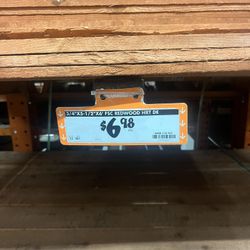 3/4"X5-1/2"X6' FSC REDWOOD HRT DK
$6.98